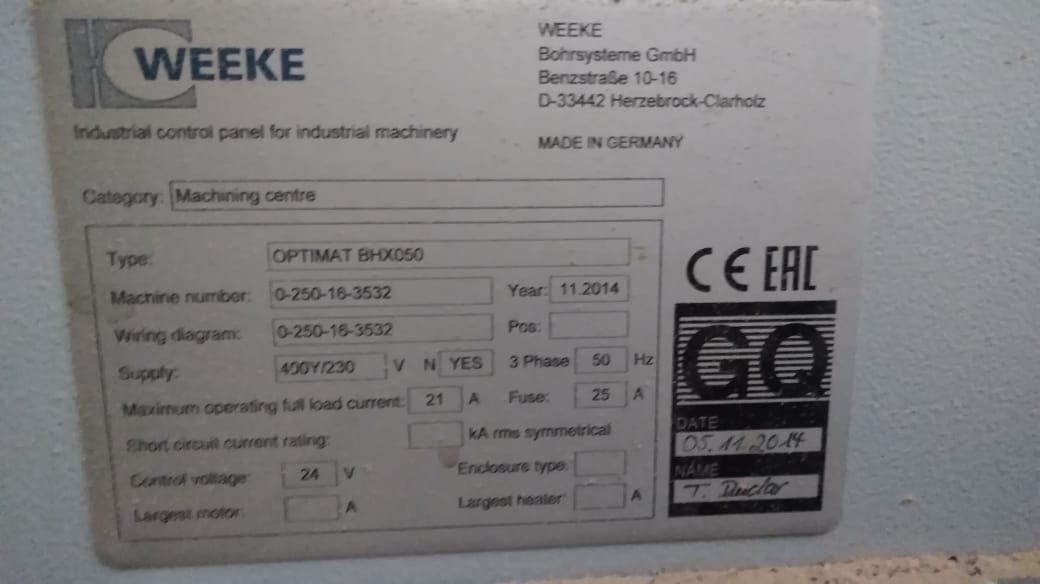 WEEKE
WEEKE
Bohrsysteme GmbH
Benzstraße 10-16
D-33442 Herzebrock-Clarholz
Industrial control panel for industrial machinery
MADE IN GERMANY
Category: Machining centre
Type: OPTIMAT BHX050
Machine number: 0-250-16-3532 Year: 11.2014
Wiring diagram: 0-250-16-3532 Pos:
Supply: 400Y/230 V N YES 3 Phase 50 Hz
Maximum operating full load current: 21 A Fuse: 25 A
Short circuit current rating: kA rms symmetrical
Control voltage: 24 V Enclosure type:
Largest motor: A Largest heater: A
CE EAC
GQ
DATE
05.11.2014
NAME
T.